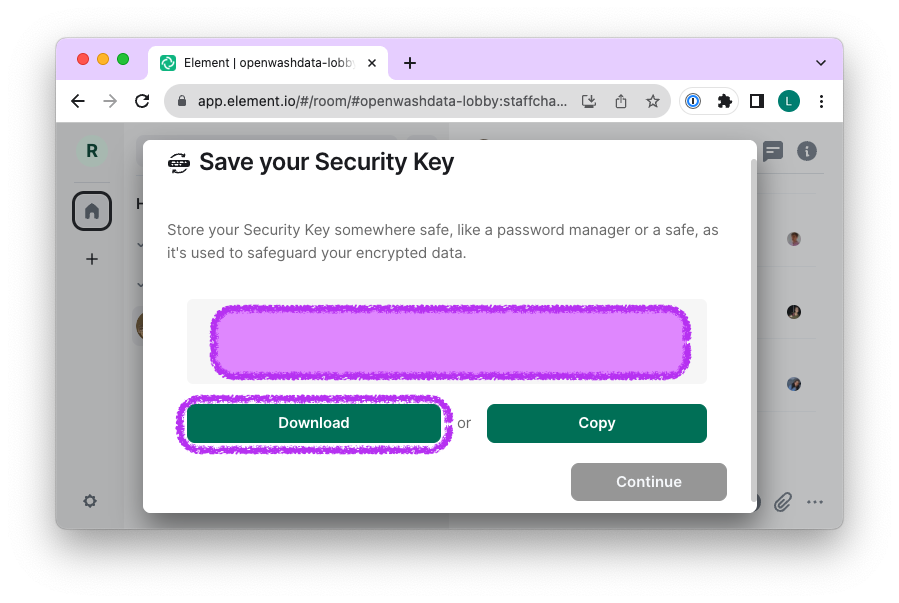 Element | openwashdata-lobby
app.element.io/#/room/#openwashdata-lobby:staffcha...
L
R
H
Save your Security Key
Store your Security Key somewhere safe, like a password manager or a safe, as
it's used to safeguard your encrypted data.
Download or Copy
Continue